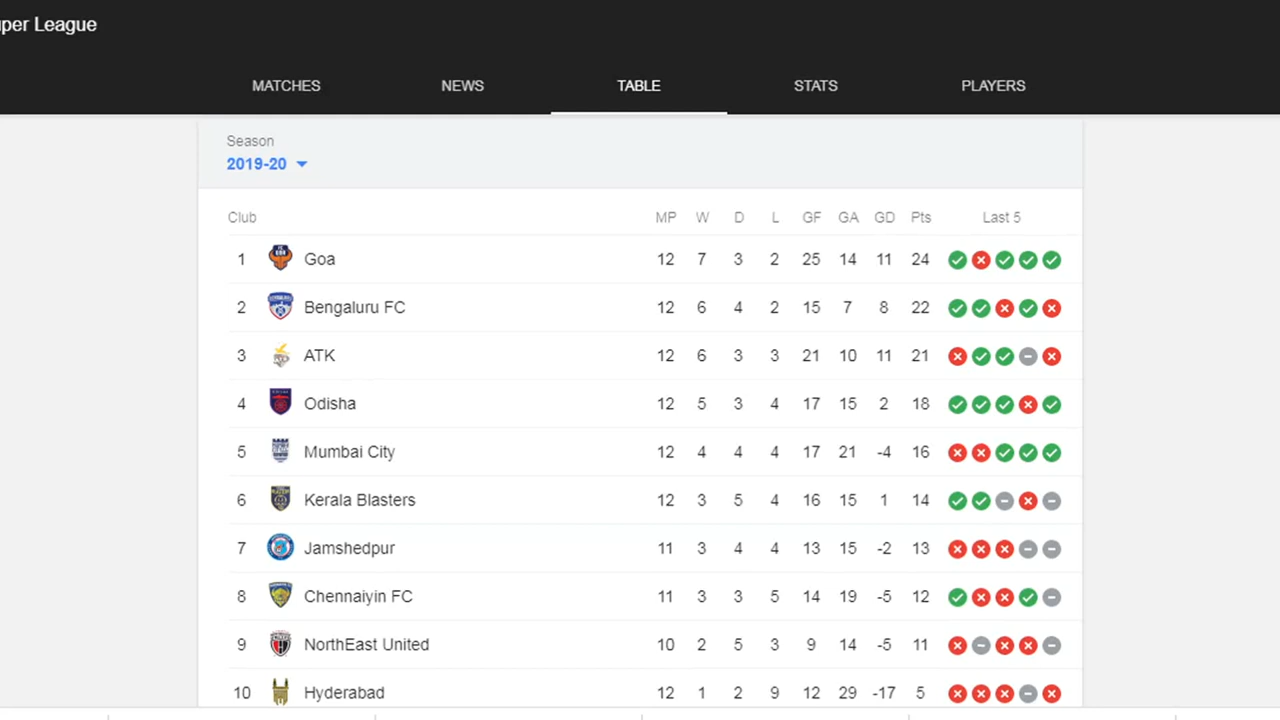 per League
MATCHES NEWS TABLE STATS PLAYERS
Season
2019-20
Club MP W D L GF GA GD Pts Last 5
1 Goa 12 7 3 2 25 14 11 24
2 Bengaluru FC 12 6 4 2 15 7 8 22
3 ATK 12 6 3 3 21 10 11 21
4 Odisha 12 5 3 4 17 15 2 18
5 Mumbai City 12 4 4 4 17 21 -4 16
6 Kerala Blasters 12 3 5 4 16 15 1 14
7 Jamshedpur 11 3 4 4 13 15 -2 13
8 Chennaiyin FC 11 3 3 5 14 19 -5 12
9 NorthEast United 10 2 5 3 9 14 -5 11
10 Hyderabad 12 1 2 9 12 29 -17 5